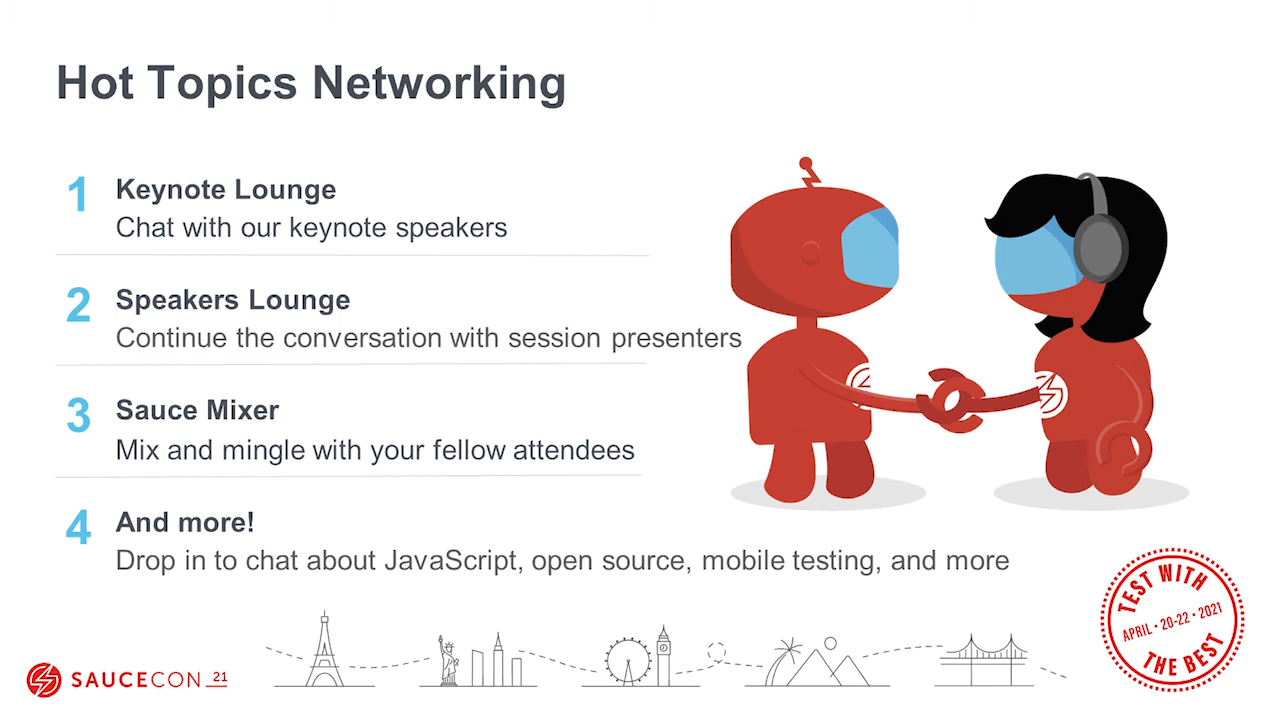 Hot Topics Networking
1
Keynote Lounge
Chat with our keynote speakers
2
Speakers Lounge
Continue the conversation with session presenters
3
Sauce Mixer
Mix and mingle with your fellow attendees
4
And more!
Drop in to chat about JavaScript, open source, mobile testing, and more
SAUCECON_21
TEST WITH
APRIL • 20-22 • 2021
THE BEST